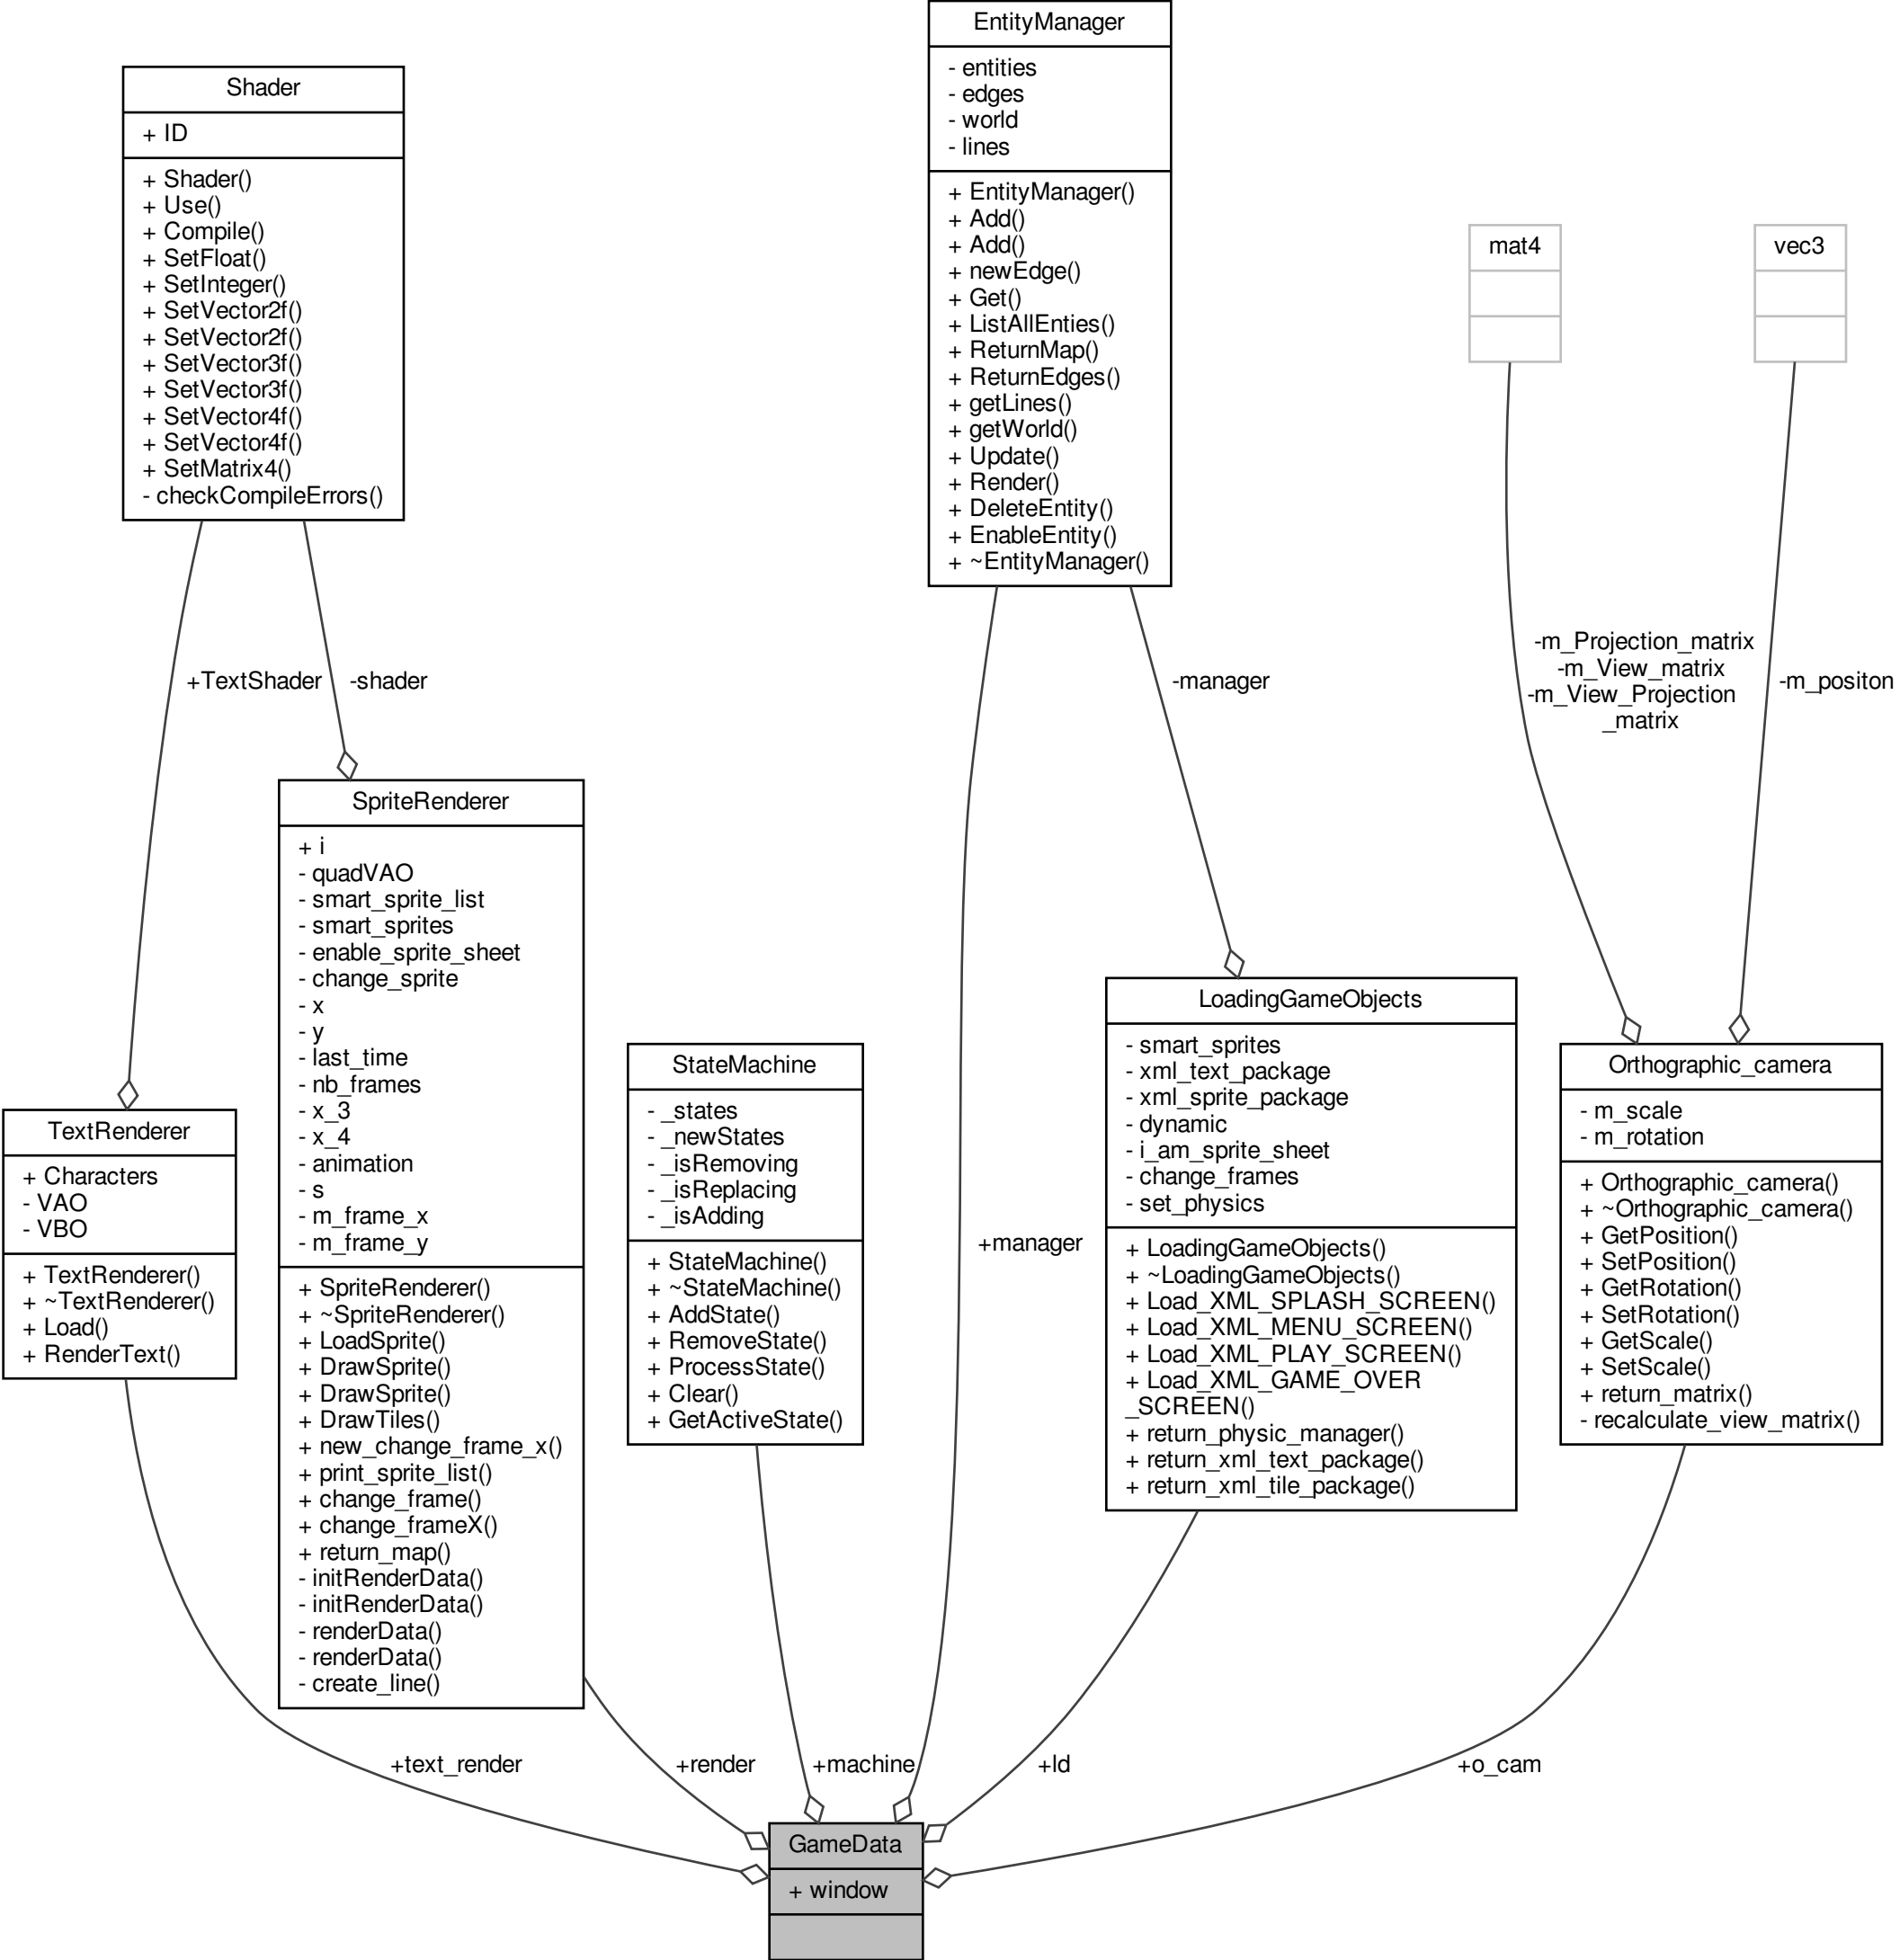 EntityManager
- entities
- edges
- world
- lines
+ EntityManager()
+ Add()
+ Add()
+ newEdge()
+ Get()
+ ListAllEnties()
+ ReturnMap()
+ ReturnEdges()
+ getLines()
+ getWorld()
+ Update()
+ Render()
+ DeleteEntity()
+ EnableEntity()
+ ~EntityManager()
Shader
+ ID
+ Shader()
+ Use()
+ Compile()
+ SetFloat()
+ SetInteger()
+ SetVector2f()
+ SetVector2f()
+ SetVector3f()
+ SetVector3f()
+ SetVector4f()
+ SetVector4f()
+ SetMatrix4()
- checkCompileErrors()
mat4
vec3
+TextShader
-shader
-manager
-m_Projection_matrix
-m_View_matrix
-m_View_Projection
_matrix
-m_positon
SpriteRenderer
+ i
- quadVAO
- smart_sprite_list
- smart_sprites
- enable_sprite_sheet
- change_sprite
- x
- y
- last_time
- nb_frames
- x_3
- x_4
- animation
- s
- m_frame_x
- m_frame_y
+ SpriteRenderer()
+ ~SpriteRenderer()
+ LoadSprite()
+ DrawSprite()
+ DrawSprite()
+ DrawTiles()
+ new_change_frame_x()
+ print_sprite_list()
+ change_frame()
+ change_frameX()
+ return_map()
- initRenderData()
- initRenderData()
- renderData()
- renderData()
- create_line()
TextRenderer
+ Characters
- VAO
- VBO
+ TextRenderer()
+ ~TextRenderer()
+ Load()
+ RenderText()
StateMachine
- _states
- _newStates
- _isRemoving
- _isReplacing
- _isAdding
+ StateMachine()
+ ~StateMachine()
+ AddState()
+ RemoveState()
+ ProcessState()
+ Clear()
+ GetActiveState()
+manager
LoadingGameObjects
- smart_sprites
- xml_text_package
- xml_sprite_package
- dynamic
- i_am_sprite_sheet
- change_frames
- set_physics
+ LoadingGameObjects()
+ ~LoadingGameObjects()
+ Load_XML_SPLASH_SCREEN()
+ Load_XML_MENU_SCREEN()
+ Load_XML_PLAY_SCREEN()
+ Load_XML_GAME_OVER
_SCREEN()
+ return_physic_manager()
+ return_xml_text_package()
+ return_xml_tile_package()
Orthographic_camera
- m_scale
- m_rotation
+ Orthographic_camera()
+ ~Orthographic_camera()
+ GetPosition()
+ SetPosition()
+ GetRotation()
+ SetRotation()
+ GetScale()
+ SetScale()
+ return_matrix()
- recalculate_view_matrix()
+text_render
+render
+machine
+ld
+o_cam
GameData
+ window